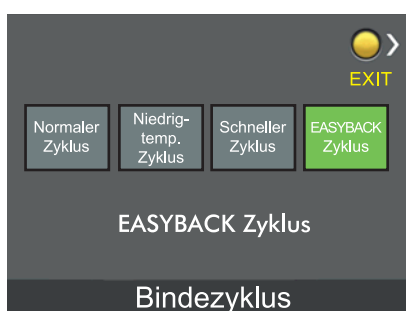 EXIT
Normaler
Zyklus
Niedrig-
temp.
Zyklus
Schneller
Zyklus
EASYBACK
Zyklus
EASYBACK Zyklus
Bindezyklus